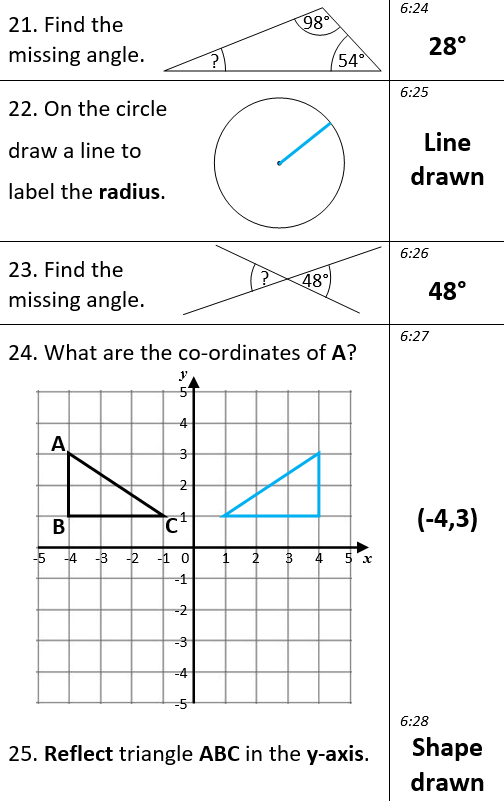 21. Find the
missing angle.
98°
?
54°
6:24
28°
22. On the circle
draw a line to
label the radius.
6:25
Line
drawn
23. Find the
missing angle.
?
48°
6:26
48°
24. What are the co-ordinates of A?
6:27
y
5
4
A
3
2
B
C
1
-5 -4 -3 -2 -1 0 1 2 3 4 5 x
-1
-2
-3
-4
-5
(-4,3)
25. Reflect triangle ABC in the y-axis.
6:28
Shape
drawn